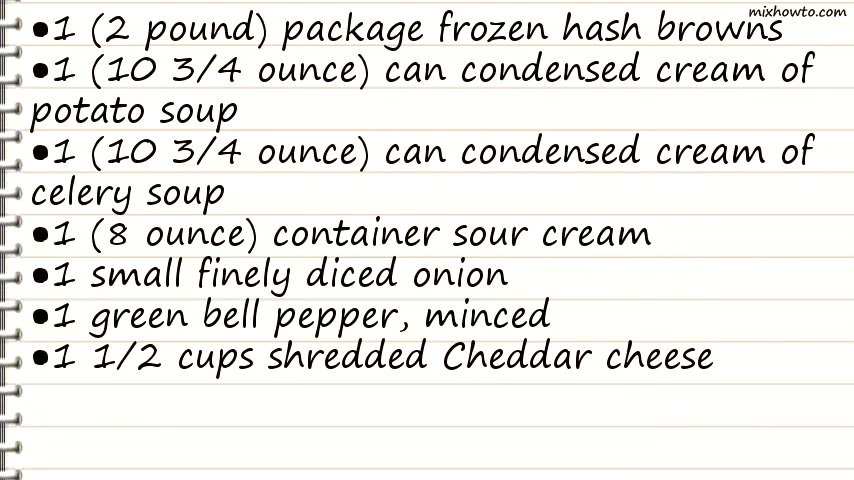 mixhowto.com
•1 (2 pound) package frozen hash browns
•1 (10 3/4 ounce) can condensed cream of
potato soup
•1 (10 3/4 ounce) can condensed cream of
celery soup
•1 (8 ounce) container sour cream
•1 small finely diced onion
•1 green bell pepper, minced
•1 1/2 cups shredded Cheddar cheese